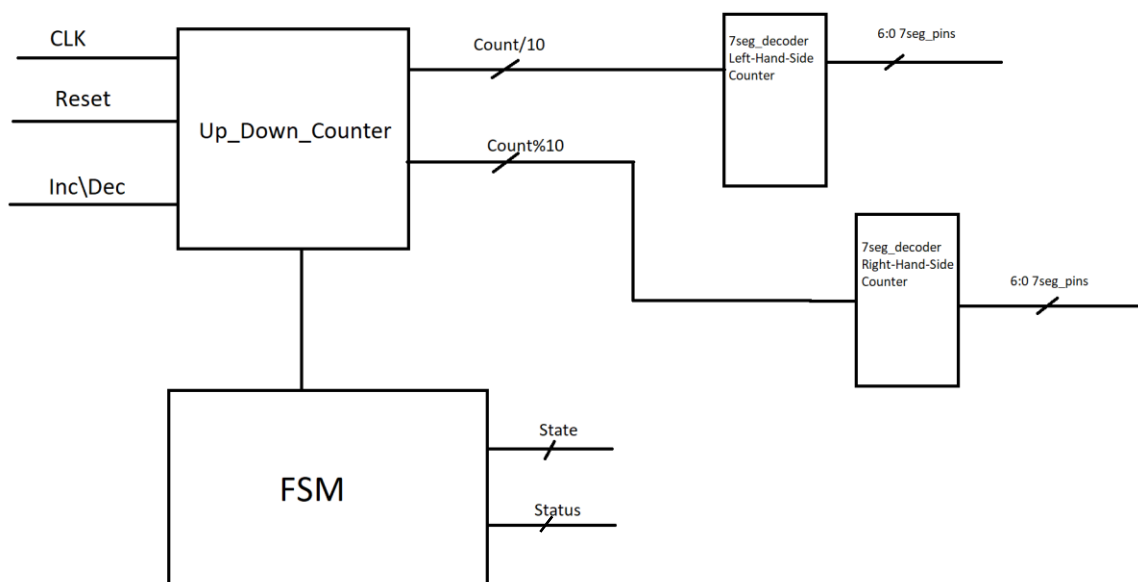 CLK
Reset
Inc\Dec
Up_Down_Counter
Count/10
Count%10
7seg_decoder
Left-Hand-Side
Counter
6:0 7seg_pins
7seg_decoder
Right-Hand-Side
Counter
6:0 7seg_pins
FSM
State
Status